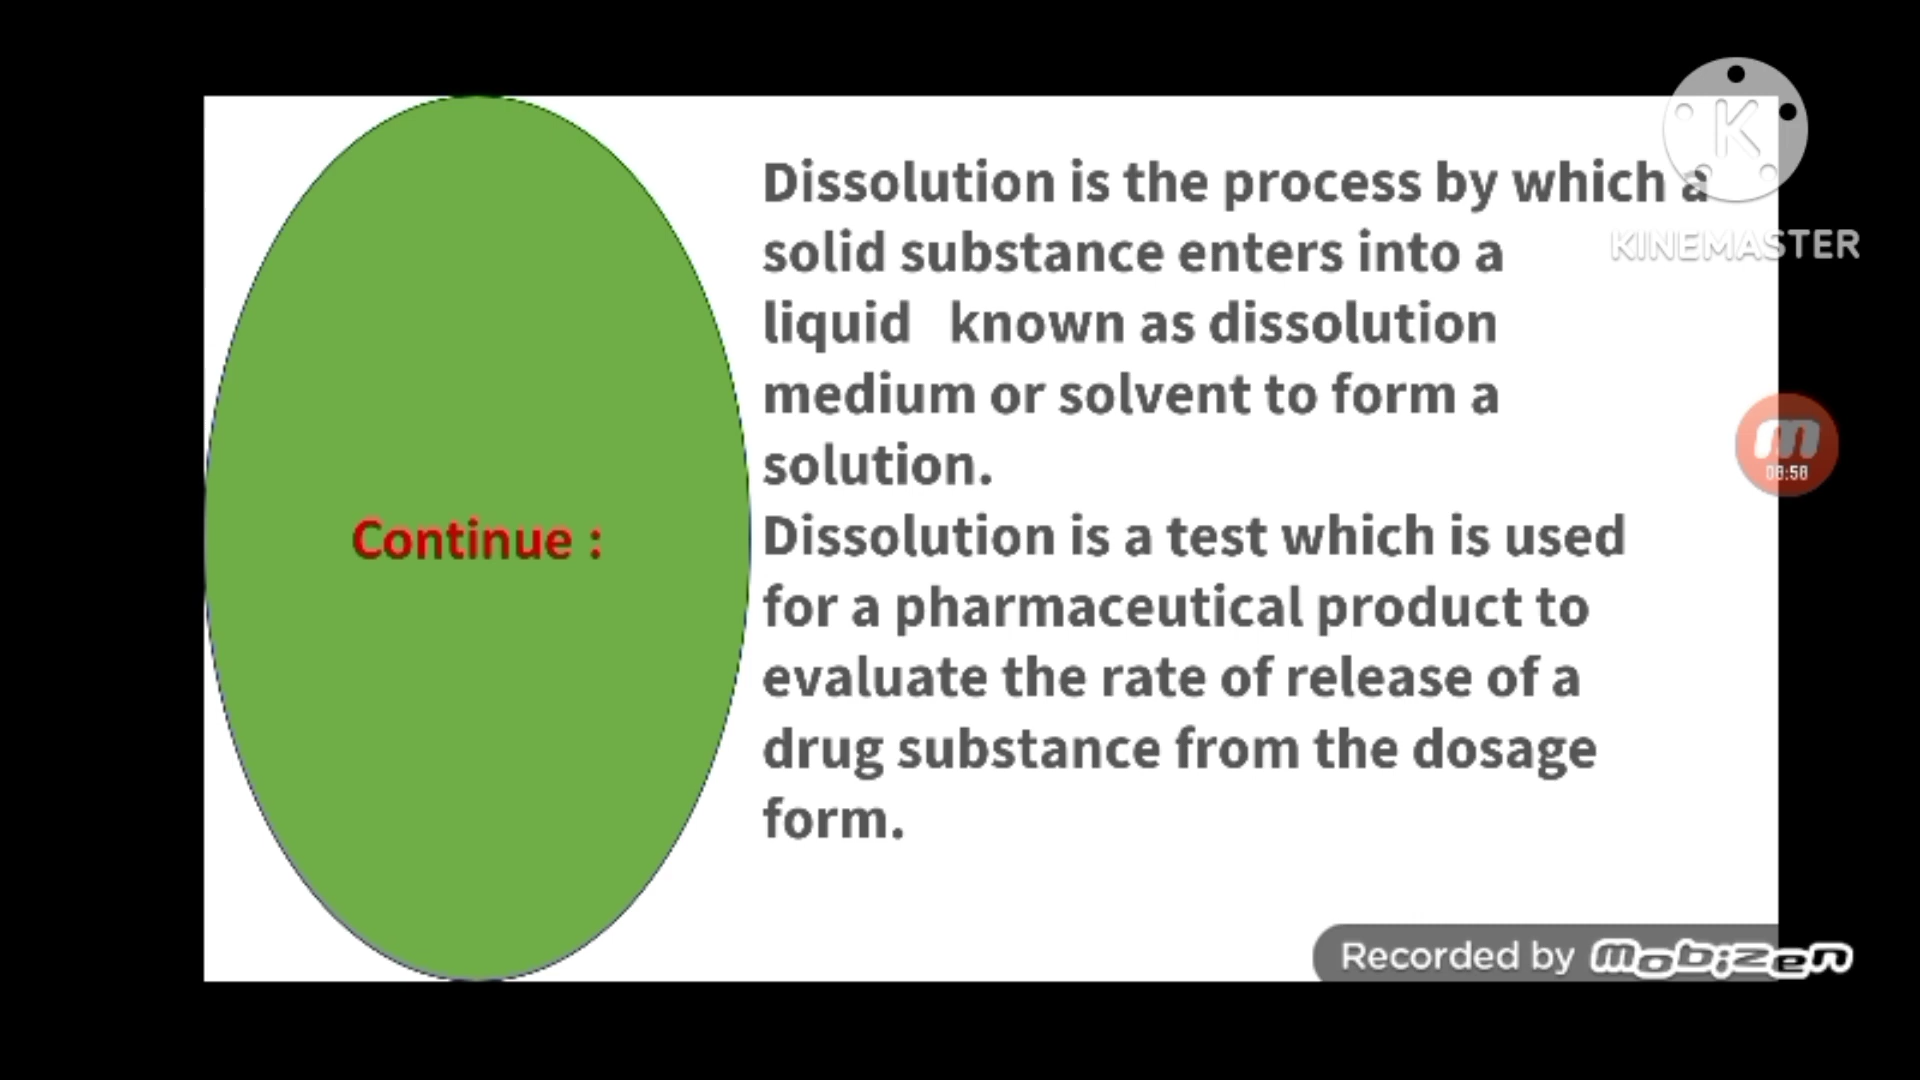 Continue :
Dissolution is the process by which a
solid substance enters into a
liquid   known as dissolution
medium or solvent to form a
solution.
Dissolution is a test which is used
for a pharmaceutical product to
evaluate the rate of release of a
drug substance from the dosage
form.
K
KINEMASTER
m
08:58
Recorded by mobizen